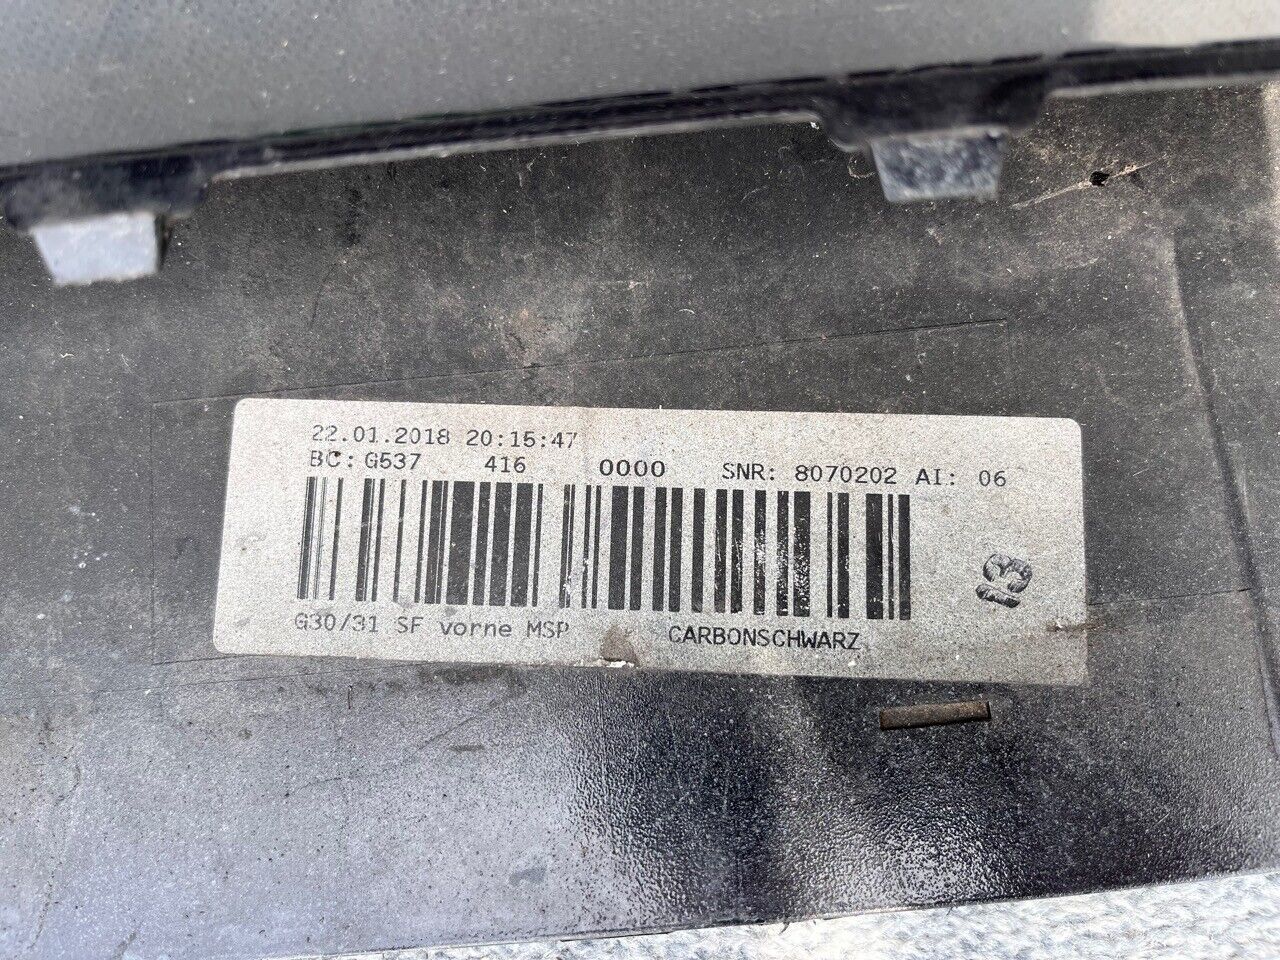 22.01.2018 20:15:47
BC: G537 416 0000 SNR: 8070202 AI: 06
13
G30/31 SF vorne MSP CARBONSCHWARZ